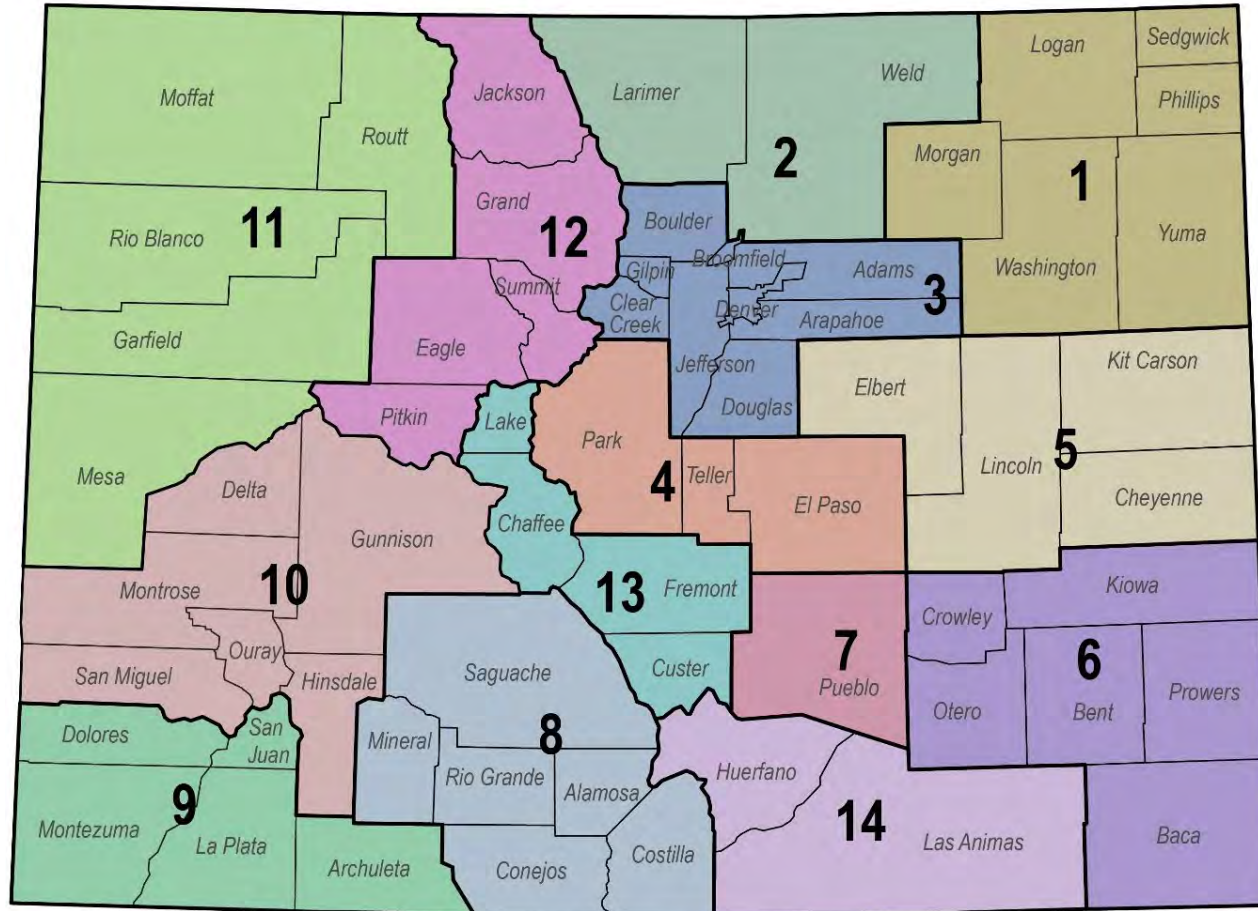 Logan
Sedgwick
Weld
Moffat
Larimer
Jackson
Phillips
Routt
2
Morgan
1
Grand
Boulder
11
12
Yuma
Rio Blanco
Broomfield
Gilpin
Adams
Washington
Summit
3
Clear
Creek
Denver
Arapahoe
Garfield
Eagle
Kit Carson
Jefferson
Elbert
Douglas
Pitkin
Lake
Park
5
Lincoln
Mesa
Teller
4
Delta
Cheyenne
El Paso
Chaffee
Gunnison
10
13
Montrose
Fremont
Kiowa
Crowley
Ouray
7
6
San Miguel
Hinsdale
Saguache
Custer
Pueblo
Prowers
Otero
Bent
San
Juan
Dolores
Mineral
8
Huerfano
Rio Grande
Alamosa
9
14
Montezuma
La Plata
Las Animas
Baca
Costilla
Archuleta
Conejos